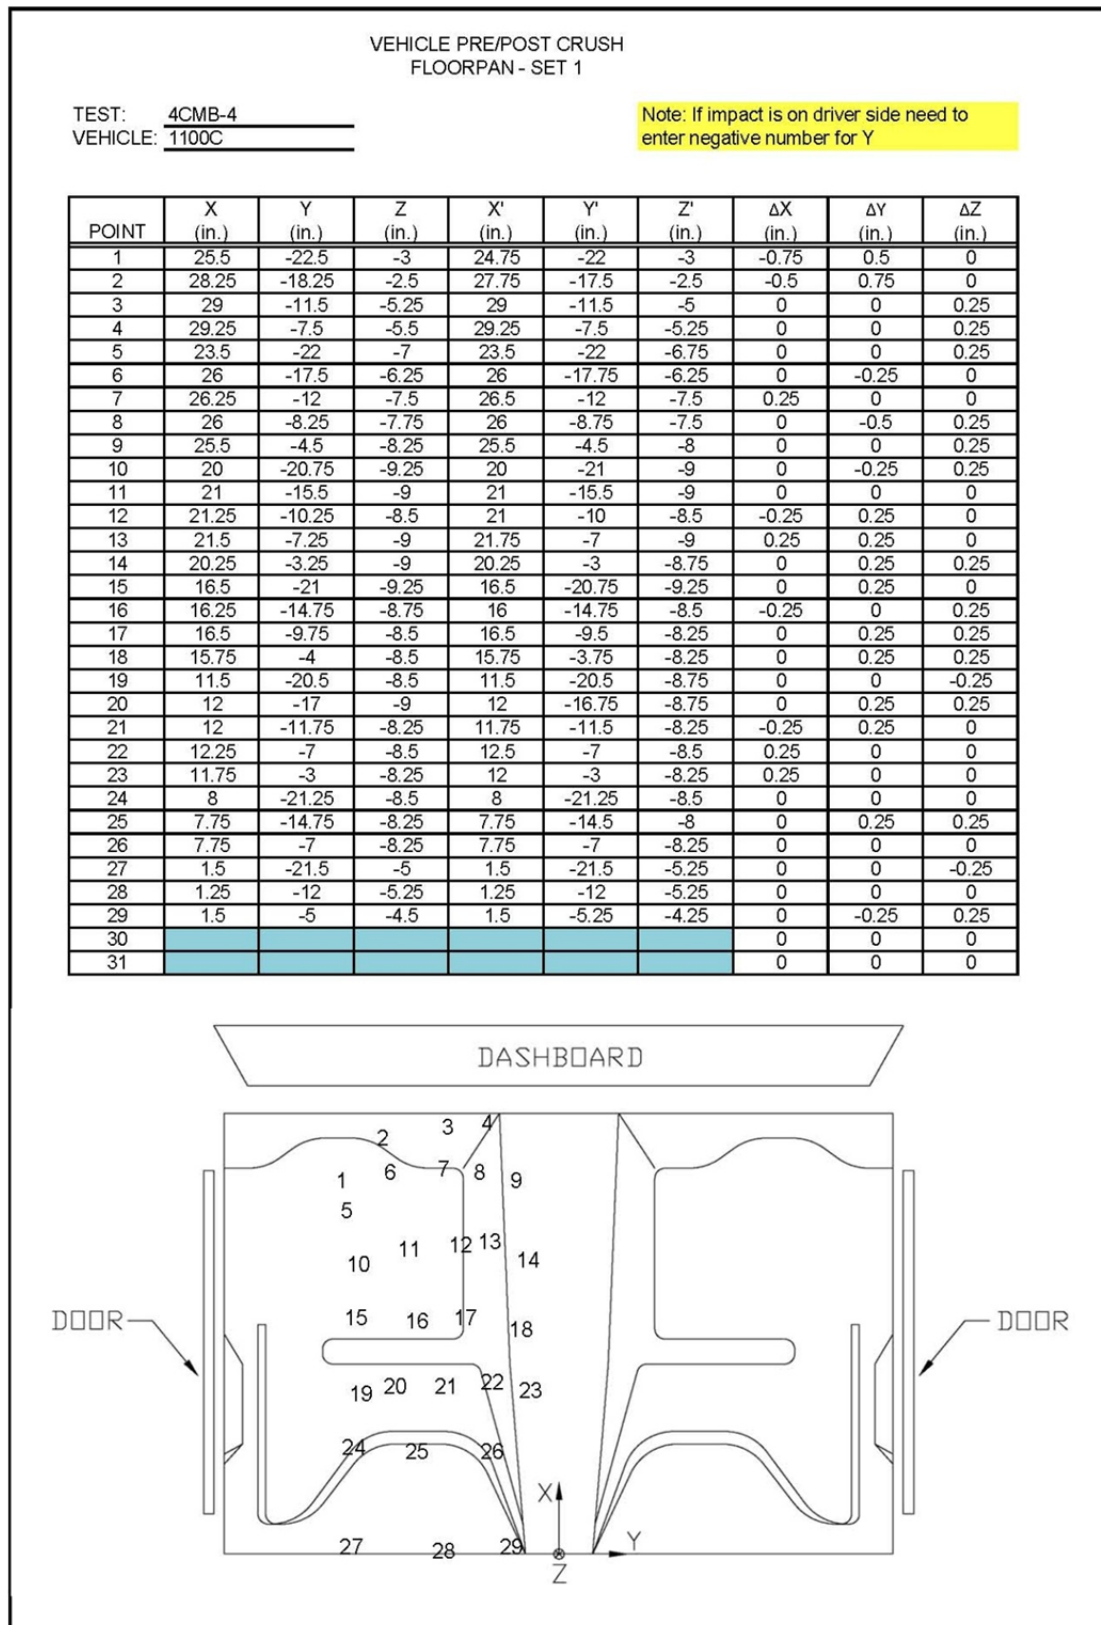 VEHICLE PRE/POST CRUSH
FLOORPAN - SET 1
TEST: 4CMB-4
VEHICLE: 1100C
Note: If impact is on driver side need to
enter negative number for Y
POINT X (in.) Y (in.) Z (in.) X' (in.) Y' (in.) Z' (in.) ΔX (in.) ΔY (in.) ΔZ (in.)
1 25.5 -22.5 -3 24.75 -22 -3 -0.75 0.5 0
2 28.25 -18.25 -2.5 27.75 -17.5 -2.5 -0.5 0.75 0
3 29 -11.5 -5.25 29 -11.5 -5 0 0 0.25
4 29.25 -7.5 -5.5 29.25 -7.5 -5.25 0 0 0.25
5 23.5 -22 -7 23.5 -22 -6.75 0 0 0.25
6 26 -17.5 -6.25 26 -17.75 -6.25 0 -0.25 0
7 26.25 -12 -7.5 26.5 -12 -7.5 0.25 0 0
8 26 -8.25 -7.75 26 -8.75 -7.5 0 -0.5 0.25
9 25.5 -4.5 -8.25 25.5 -4.5 -8 0 0 0.25
10 20 -20.75 -9.25 20 -21 -9 0 -0.25 0.25
11 21 -15.5 -9 21 -15.5 -9 0 0 0
12 21.25 -10.25 -8.5 21 -10 -8.5 -0.25 0.25 0
13 21.5 -7.25 -9 21.75 -7 -9 0.25 0.25 0
14 20.25 -3.25 -9 20.25 -3 -8.75 0 0.25 0.25
15 16.5 -21 -9.25 16.5 -20.75 -9.25 0 0.25 0
16 16.25 -14.75 -8.75 16 -14.75 -8.5 -0.25 0 0.25
17 16.5 -9.75 -8.5 16.5 -9.5 -8.25 0 0.25 0.25
18 15.75 -4 -8.5 15.75 -3.75 -8.25 0 0.25 0.25
19 11.5 -20.5 -8.5 11.5 -20.5 -8.75 0 0 -0.25
20 12 -17 -9 12 -16.75 -8.75 0 0.25 0.25
21 12 -11.75 -8.25 11.75 -11.5 -8.25 -0.25 0.25 0
22 12.25 -7 -8.5 12.5 -7 -8.5 0.25 0 0
23 11.75 -3 -8.25 12 -3 -8.25 0.25 0 0
24 8 -21.25 -8.5 8 -21.25 -8.5 0 0 0
25 7.75 -14.75 -8.25 7.75 -14.5 -8 0 0.25 0.25
26 7.75 -7 -8.25 7.75 -7 -8.25 0 0 0
27 1.5 -21.5 -5 1.5 -21.5 -5.25 0 0 -0.25
28 1.25 -12 -5.25 1.25 -12 -5.25 0 0 0
29 1.5 -5 -4.5 1.5 -5.25 -4.25 0 -0.25 0.25
30 0 0 0
31 0 0 0
DASHBOARD
2 3 4
1 6 7 8 9
5
10 11 12 13 14
15 16 17 18
DOOR DOOR
19 20 21 22 23
24 25 26
X
Y
27 28 29
Z